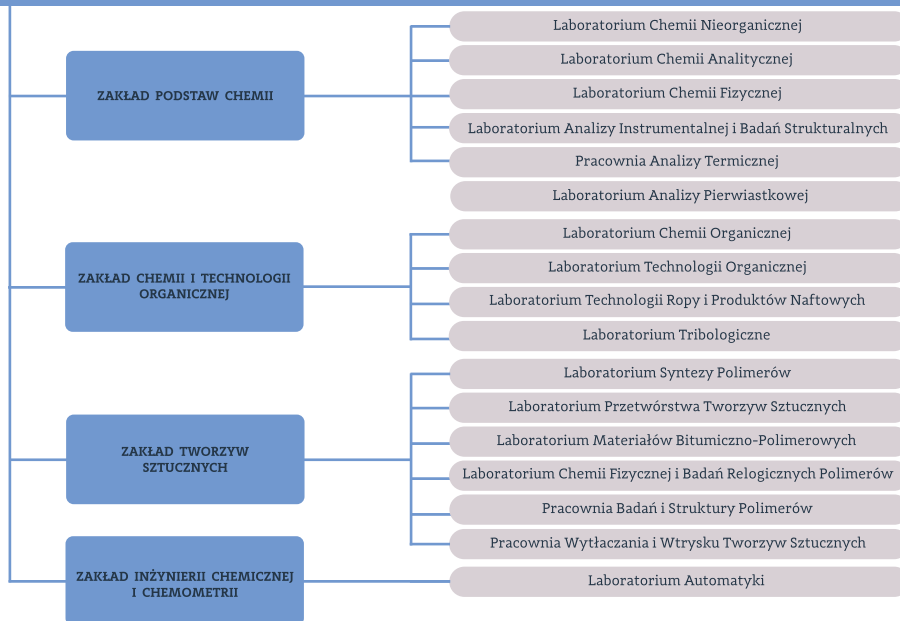 ZAKŁAD PODSTAW CHEMII
Laboratorium Chemii Nieorganicznej
Laboratorium Chemii Analitycznej
Laboratorium Chemii Fizycznej
Laboratorium Analizy Instrumentalnej i Badań Strukturalnych
Pracownia Analizy Termicznej
Laboratorium Analizy Pierwiastkowej
ZAKŁAD CHEMII I TECHNOLOGII
ORGANICZNEJ
Laboratorium Chemii Organicznej
Laboratorium Technologii Organicznej
Laboratorium Technologii Ropy i Produktów Naftowych
Laboratorium Tribologiczne
ZAKŁAD TWORZYW
SZTUCZNYCH
Laboratorium Syntezy Polimerów
Laboratorium Przetwórstwa Tworzyw Sztucznych
Laboratorium Materiałów Bitumiczno-Polimerowych
Laboratorium Chemii Fizycznej i Badań Relogicznych Polimerów
Pracownia Badań i Struktury Polimerów
Pracownia Wytłaczania i Wtrysku Tworzyw Sztucznych
ZAKŁAD INŻYNIERII CHEMICZNEJ
I CHEMOMETRII
Laboratorium Automatyki